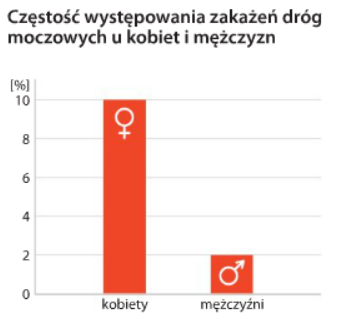 Częstość występowania zakażeń dróg
moczowych u kobiet i mężczyzn
[%]
10
8
6
4
2
0
kobiety mężczyźni